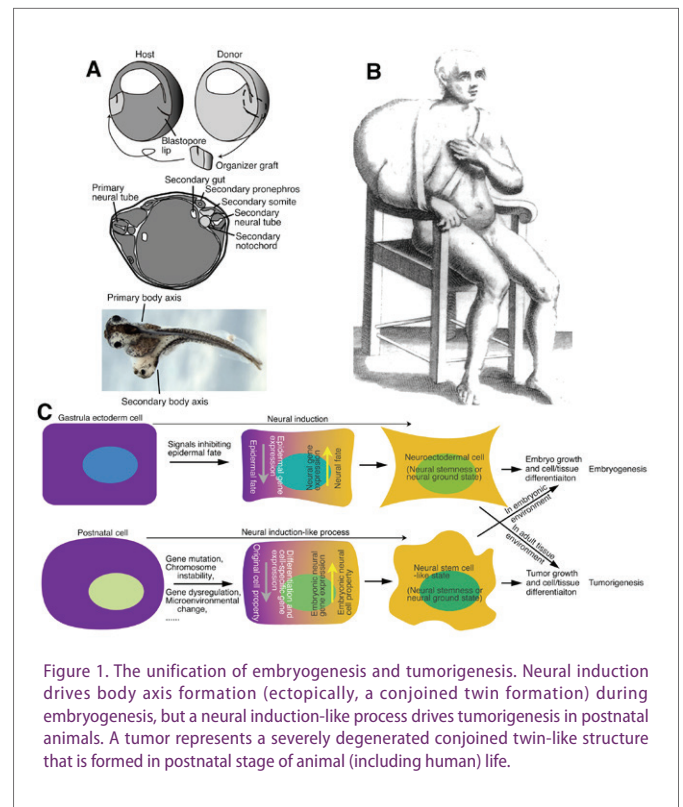 A
Host
Donor
Blastopore
lip
Organizer graft
Secondary gut
Secondary pronephros
Secondary somite
Secondary
neural tube
Secondary
notochord
Primary
neural tube
Primary body axis
Secondary body axis
B
C
Gastrula ectoderm cell
Neural induction
Signals inhibiting
epidermal fate
Epidermal fate
Epidermal gene
expression
Neural gene
expression
Neural fate
Neuroectodermal cell
(Neural stemness or
neural ground state)
Embryo growth
and cell/tissue
differentiaiton
Embryogenesis
In embryonic
environment
In adult tissue
environment
Postnatal cell
Neural induction-like process
Gene mutation,
Chromosome
instability,
Gene dysregulation,
Microenvironmental
change,
......
Original cell property
Differentiation and
cell-specific gene
expression
Embryonic neural
gene expression
Embryonic neural
cell property
Neural stem cell
-like state
(Neural stemness or
neural ground state)
Tumor growth
and cell/tissue
differentiaiton
Tumorigenesis
Figure 1. The unification of embryogenesis and tumorigenesis. Neural induction
drives body axis formation (ectopically, a conjoined twin formation) during
embryogenesis, but a neural induction-like process drives tumorigenesis in postnatal
animals. A tumor represents a severely degenerated conjoined twin-like structure
that is formed in postnatal stage of animal (including human) life.